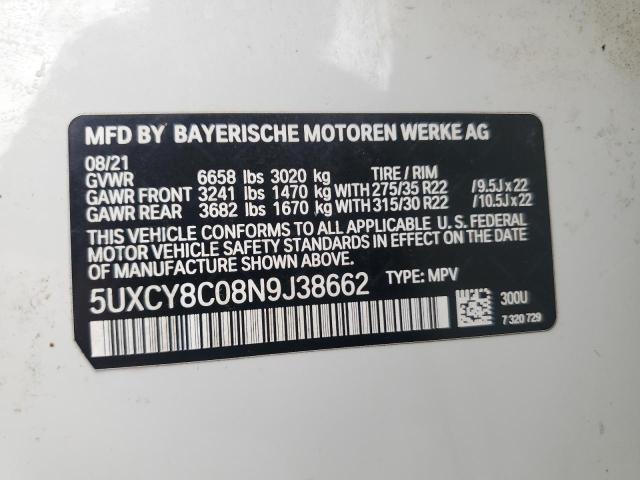 MFD BY BAYERISCHE MOTOREN WERKE AG
08/21
GVWR 6658 lbs 3020 kg TIRE / RIM
GAWR FRONT 3241 lbs 1470 kg WITH 275/35 R22 / 9.5J x 22
GAWR REAR 3682 lbs 1670 kg WITH 315/30 R22 / 10.5J x 22
THIS VEHICLE CONFORMS TO ALL APPLICABLE U. S. FEDERAL
MOTOR VEHICLE SAFETY STANDARDS IN EFFECT ON THE DATE
OF MANUFACTURE SHOWN ABOVE.
5UXCY8C08N9J38662 TYPE: MPV
300U
7 320 729